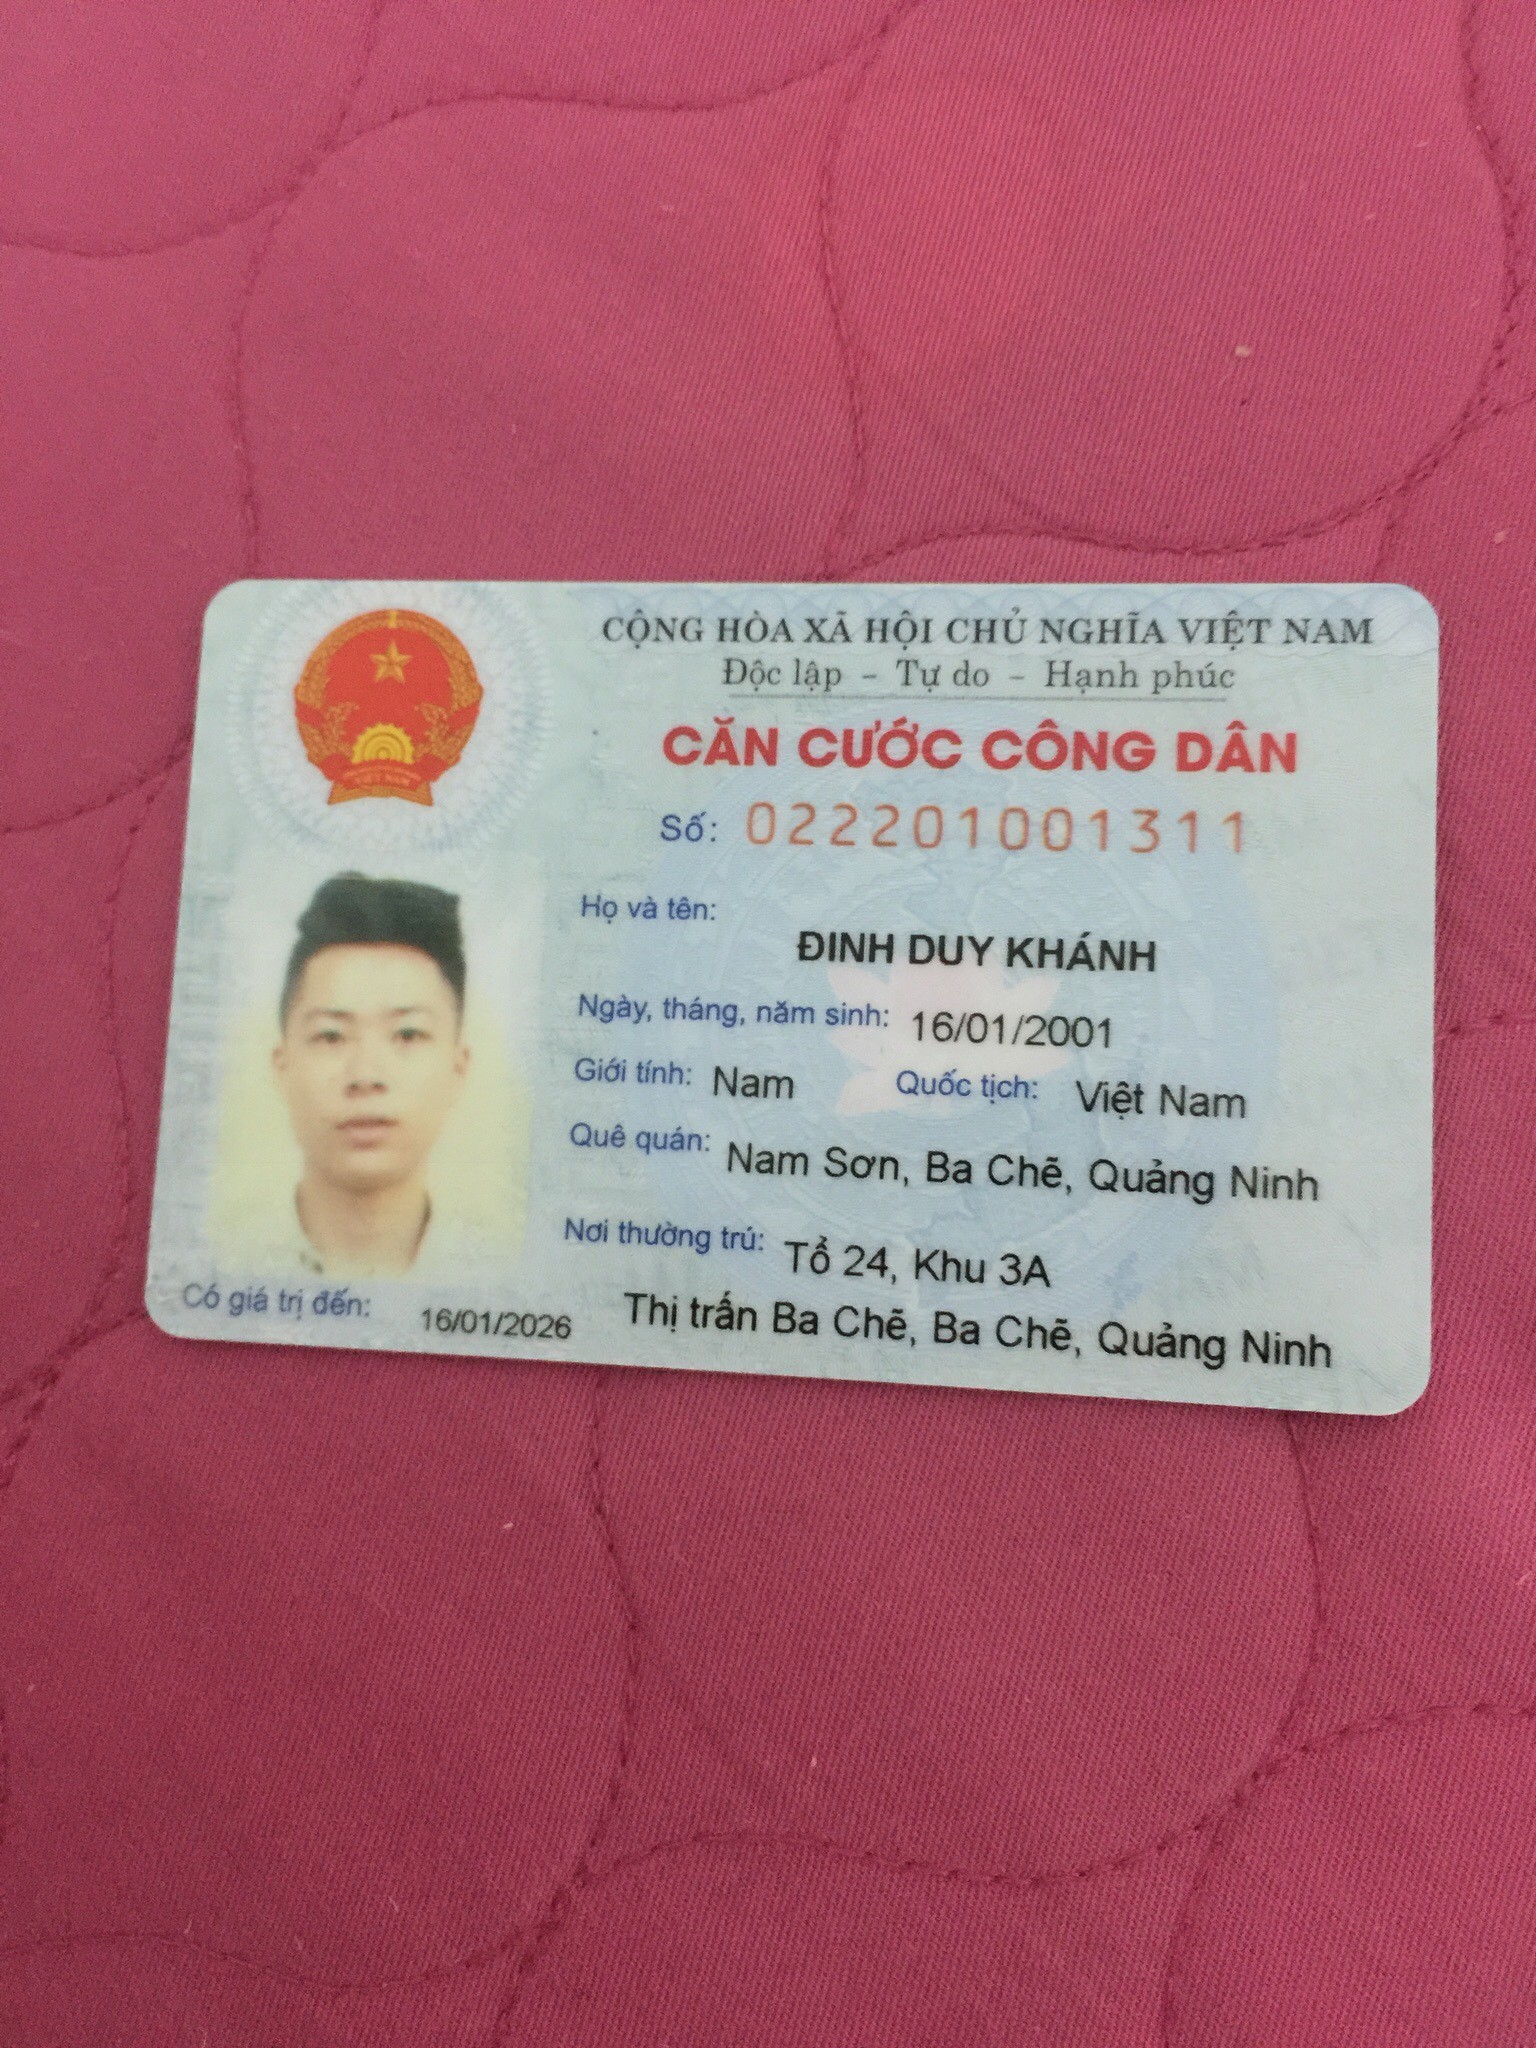 CỘNG HÒA XÃ HỘI CHỦ NGHĨA VIỆT NAM
Độc lập - Tự do - Hạnh phúc
CĂN CƯỚC CÔNG DÂN
Số: 022201001311
Họ và tên:
ĐINH DUY KHÁNH
Ngày, tháng, năm sinh: 16/01/2001
Giới tính: Nam Quốc tịch: Việt Nam
Quê quán: Nam Sơn, Ba Chẽ, Quảng Ninh
Nơi thường trú: Tổ 24, Khu 3A
Thị trấn Ba Chẽ, Ba Chẽ, Quảng Ninh
Có giá trị đến: 16/01/2026
VIỆT NAM